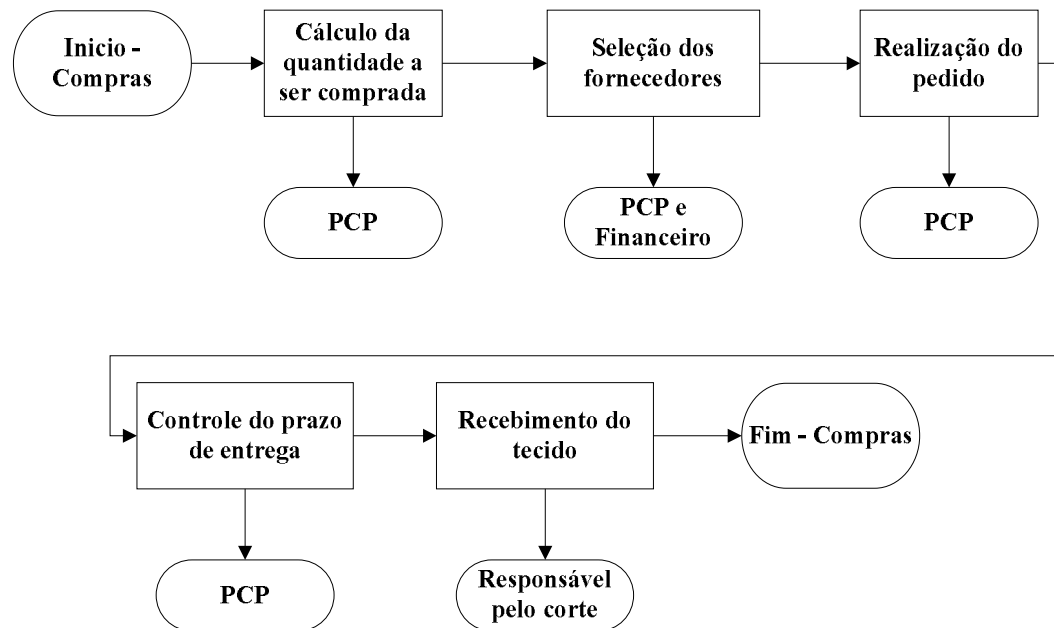 Inicio -
Compras
Cálculo da
quantidade a
ser comprada
Seleção dos
fornecedores
Realização do
pedido
PCP
PCP e
Financeiro
PCP
Controle do prazo
de entrega
Recebimento do
tecido
Fim - Compras
PCP
Responsável
pelo corte